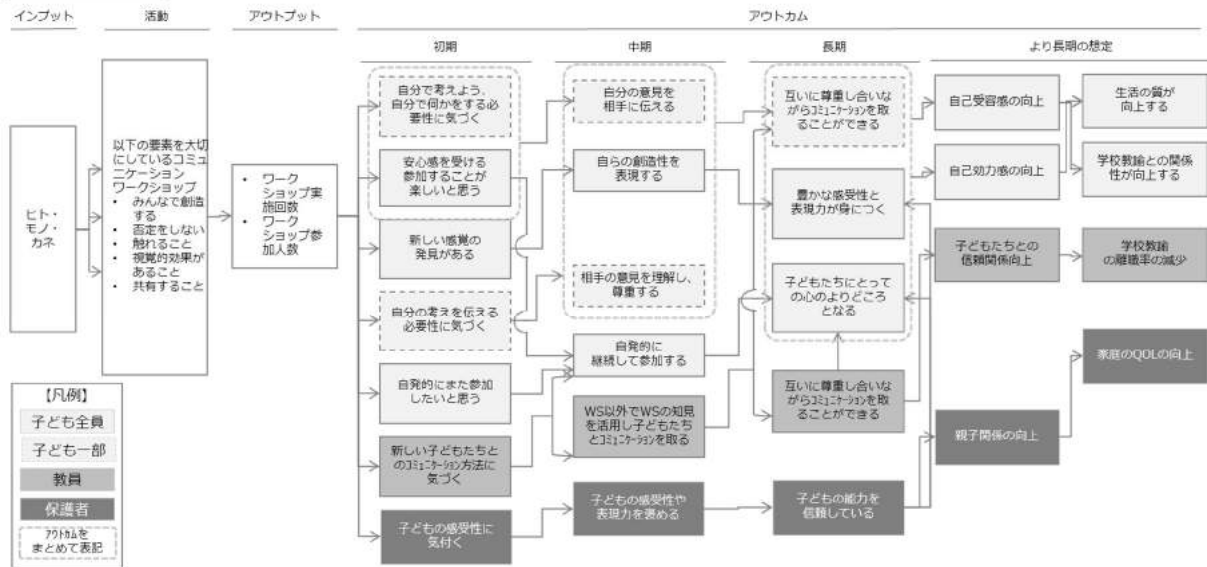 インプット
活動
アウトプット
アウトカム
初期
中期
長期
より長期の想定
ヒト・
モノ・
カネ
以下の要素を大切
にしているコミュ
ニケーション
ワークショップ
• みんなで創造
する
• 否定をしない
• 触れること
• 視覚的効果が
あること
• 共有すること
• ワーク
ショップ実
施回数
• ワーク
ショップ参
加人数
自分で考えよう、
自分で何かをする必
要性に気づく
安心感を受ける
参加することが
楽しいと思う
新しい感覚の
発見がある
自分の考えを伝える
必要性に気づく
自発的にまた参加
したいと思う
新しい子どもたちと
のコミュニケーション方法に
気づく
子どもの感受性に
気付く
自分の意見を
相手に伝える
自らの創造性を
表現する
相手の意見を理解し、
尊重する
自発的に
継続して参加する
WS以外でWSの知見
を活用し子どもたち
とコミュニケーションを取る
子どもの感受性や
表現力を褒める
互いに尊重し合いな
がらコミュニケーションを取
ることができる
豊かな感受性と
表現力が身につく
子どもたちにとって
の心のよりどころ
となる
互いに尊重し合いな
がらコミュニケーションを取
ることができる
子どもの能力を
信頼している
自己受容感の向上
自己効力感の向上
子どもたちとの
信頼関係向上
親子関係の向上
生活の質が
向上する
学校教諭との関係
性が向上する
学校教諭
の離職率の減少
家庭のQOLの向上
【凡例】
子ども全員
子ども一部
教員
保護者
アウトカムを
まとめて表記